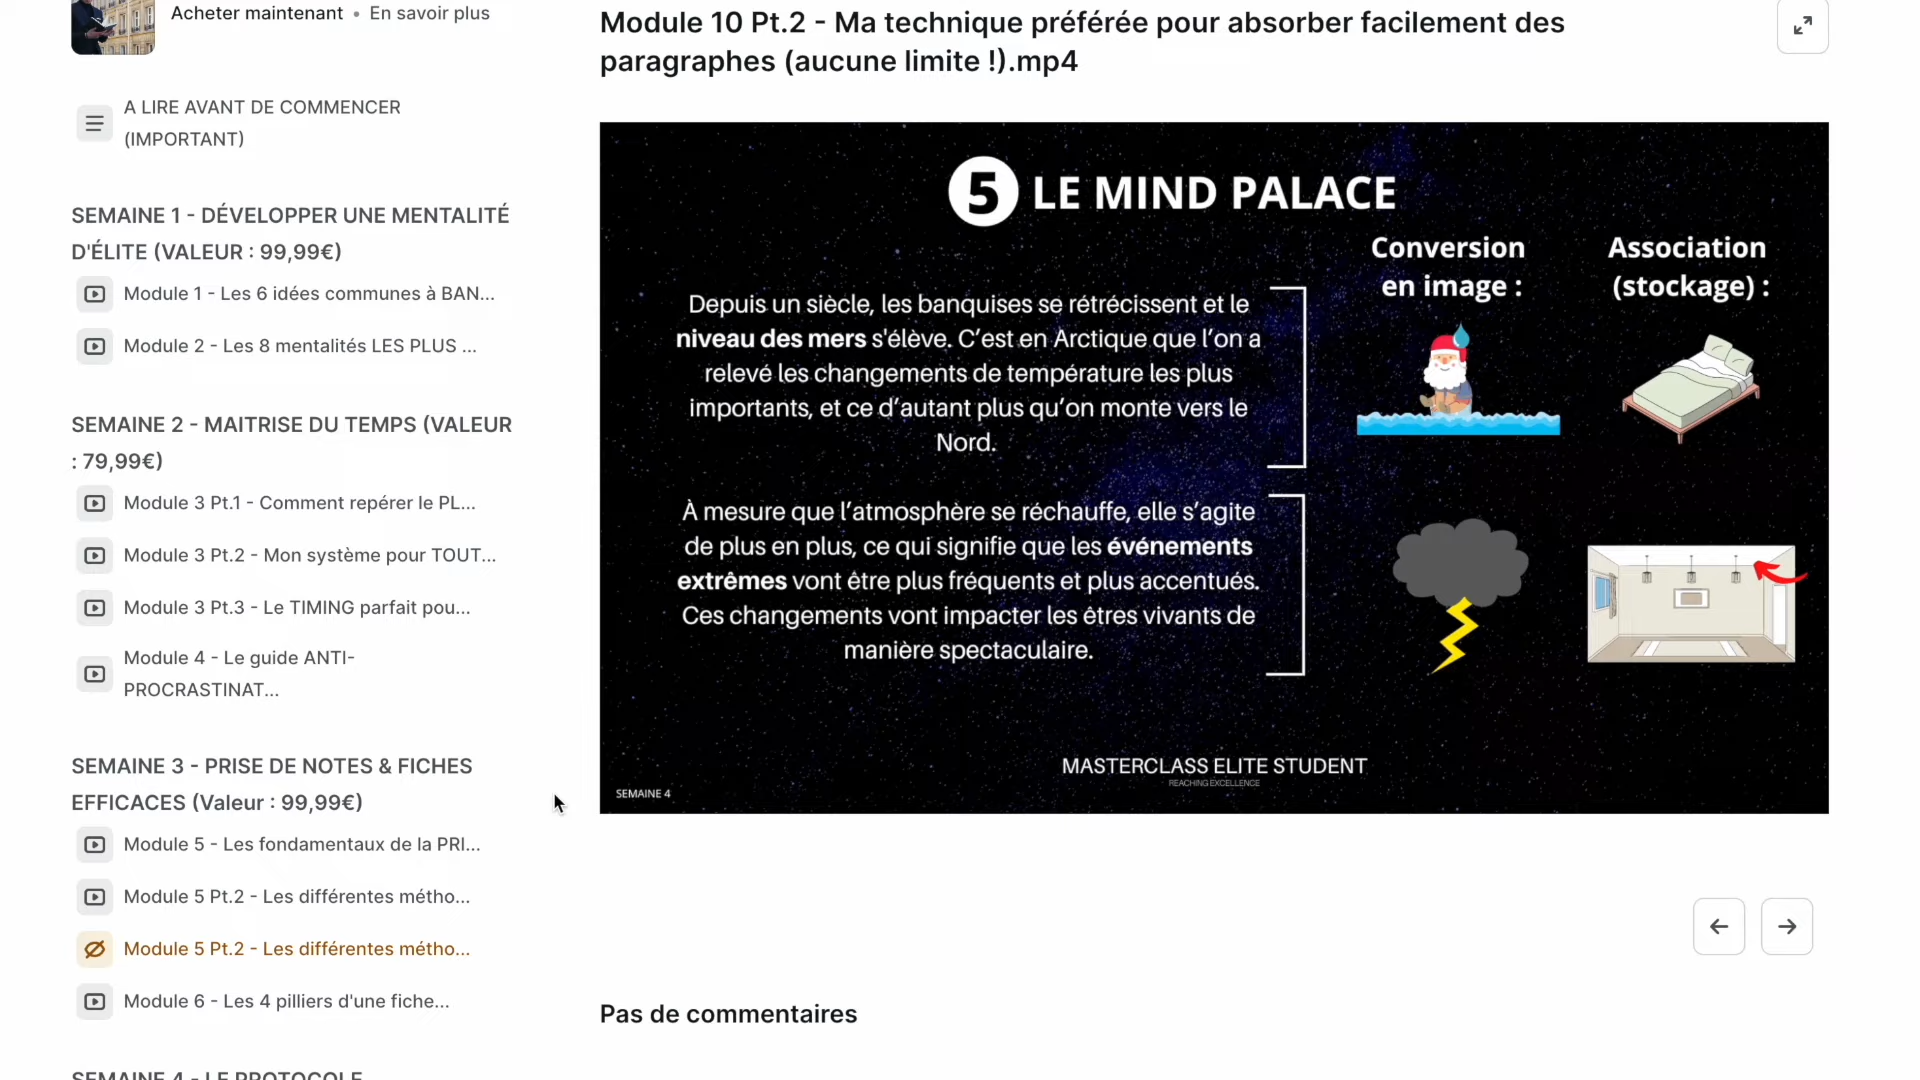 Acheter maintenant • En savoir plus
A LIRE AVANT DE COMMENCER
(IMPORTANT)
SEMAINE 1 - DÉVELOPPER UNE MENTALITÉ
D'ÉLITE (VALEUR : 99,99€)
Module 1 - Les 6 idées communes à BAN...
Module 2 - Les 8 mentalités LES PLUS ...
SEMAINE 2 - MAITRISE DU TEMPS (VALEUR
: 79,99€)
Module 3 Pt.1 - Comment repérer le PL...
Module 3 Pt.2 - Mon système pour TOUT...
Module 3 Pt.3 - Le TIMING parfait pou...
Module 4 - Le guide ANTI-
PROCRASTINAT...
SEMAINE 3 - PRISE DE NOTES & FICHES
EFFICACES (Valeur : 99,99€)
Module 5 - Les fondamentaux de la PRI...
Module 5 Pt.2 - Les différentes métho...
Module 5 Pt.2 - Les différentes métho...
Module 6 - Les 4 pilliers d'une fiche...
SEMAINE 4 - LE PROTOCOLE
Module 10 Pt.2 - Ma technique préférée pour absorber facilement des
paragraphes (aucune limite !).mp4
5 LE MIND PALACE
Conversion
en image :
Association
(stockage) :
Depuis un siècle, les banquises se rétrécissent et le
niveau des mers s'élève. C’est en Arctique que l’on a
relevé les changements de température les plus
importants, et ce d’autant plus qu’on monte vers le
Nord.
À mesure que l’atmosphère se réchauffe, elle s’agite
de plus en plus, ce qui signifie que les événements
extrêmes vont être plus fréquents et plus accentués.
Ces changements vont impacter les êtres vivants de
manière spectaculaire.
MASTERCLASS ELITE STUDENT
REACHING EXCELLENCE
SEMAINE 4
Pas de commentaires